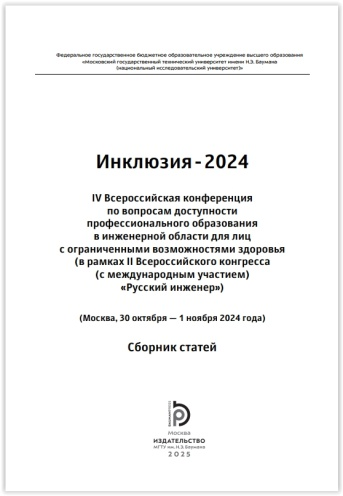 Федеральное государственное бюджетное образовательное учреждение высшего образования
«Московский государственный технический университет имени Н.Э. Баумана
(национальный исследовательский университет)»
Инклюзия - 2024
IV Всероссийская конференция
по вопросам доступности
профессионального образования
в инженерной области для лиц
с ограниченными возможностями здоровья
(в рамках II Всероссийского конгресса
(с международным участием)
«Русский инженер»)
(Москва, 30 октября — 1 ноября 2024 года)
Сборник статей
Москва
ИЗДАТЕЛЬСТВО
МГТУ им. Н.Э. Баумана
2025